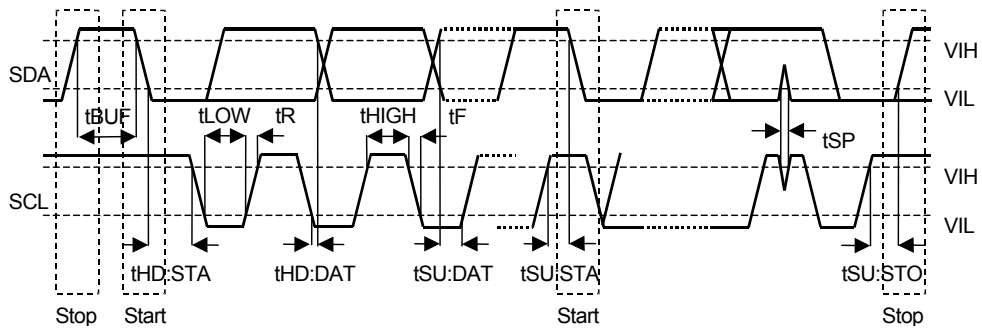 VIH
SDA
VIL
tBUF tLOW tR tHIGH tF
tSP
VIH
SCL
VIL
tHD:STA tHD:DAT tSU:DAT tSU:STA tSU:STO
Stop Start Start Stop